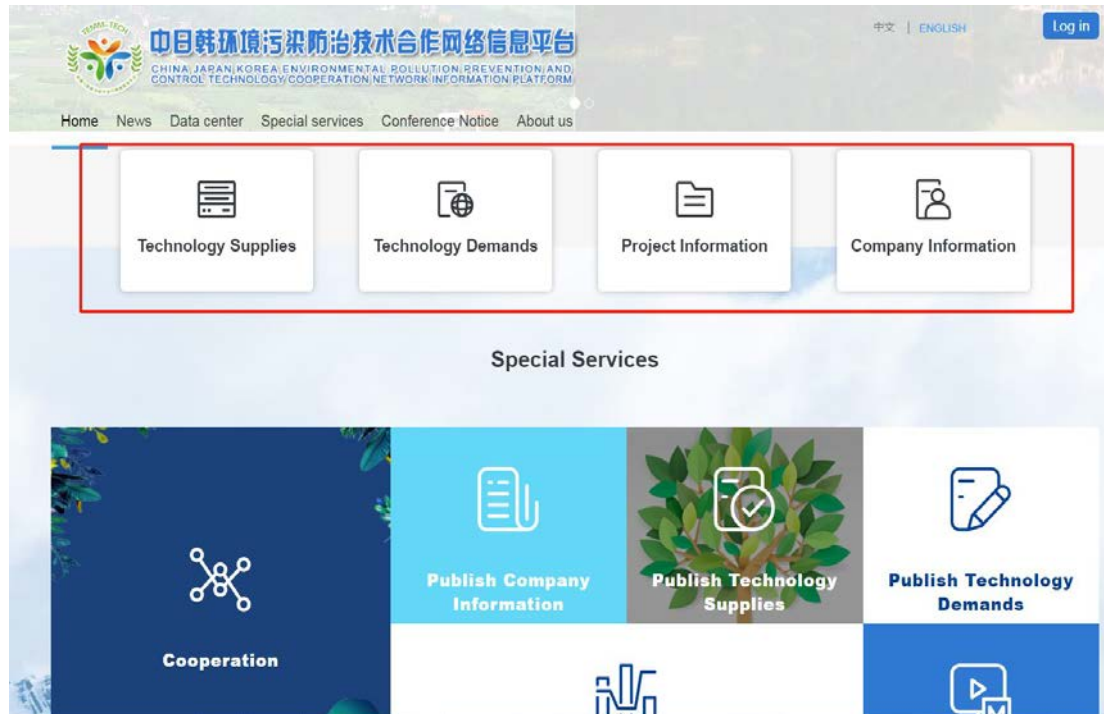 TEMM-TECH
中日韩环境污染防治技术合作网络信息平台
CHINA JAPAN KOREA ENVIRONMENTAL POLLUTION PREVENTION AND
CONTROL TECHNOLOGY COOPERATION NETWORK INFORMATION PLATFORM
中文 | ENGLISH
Log in
Home News Data center Special services Conference Notice About us
Technology Supplies
Technology Demands
Project Information
Company Information
Special Services
Cooperation
Publish Company
Information
Publish Technology
Supplies
Publish Technology
Demands
M